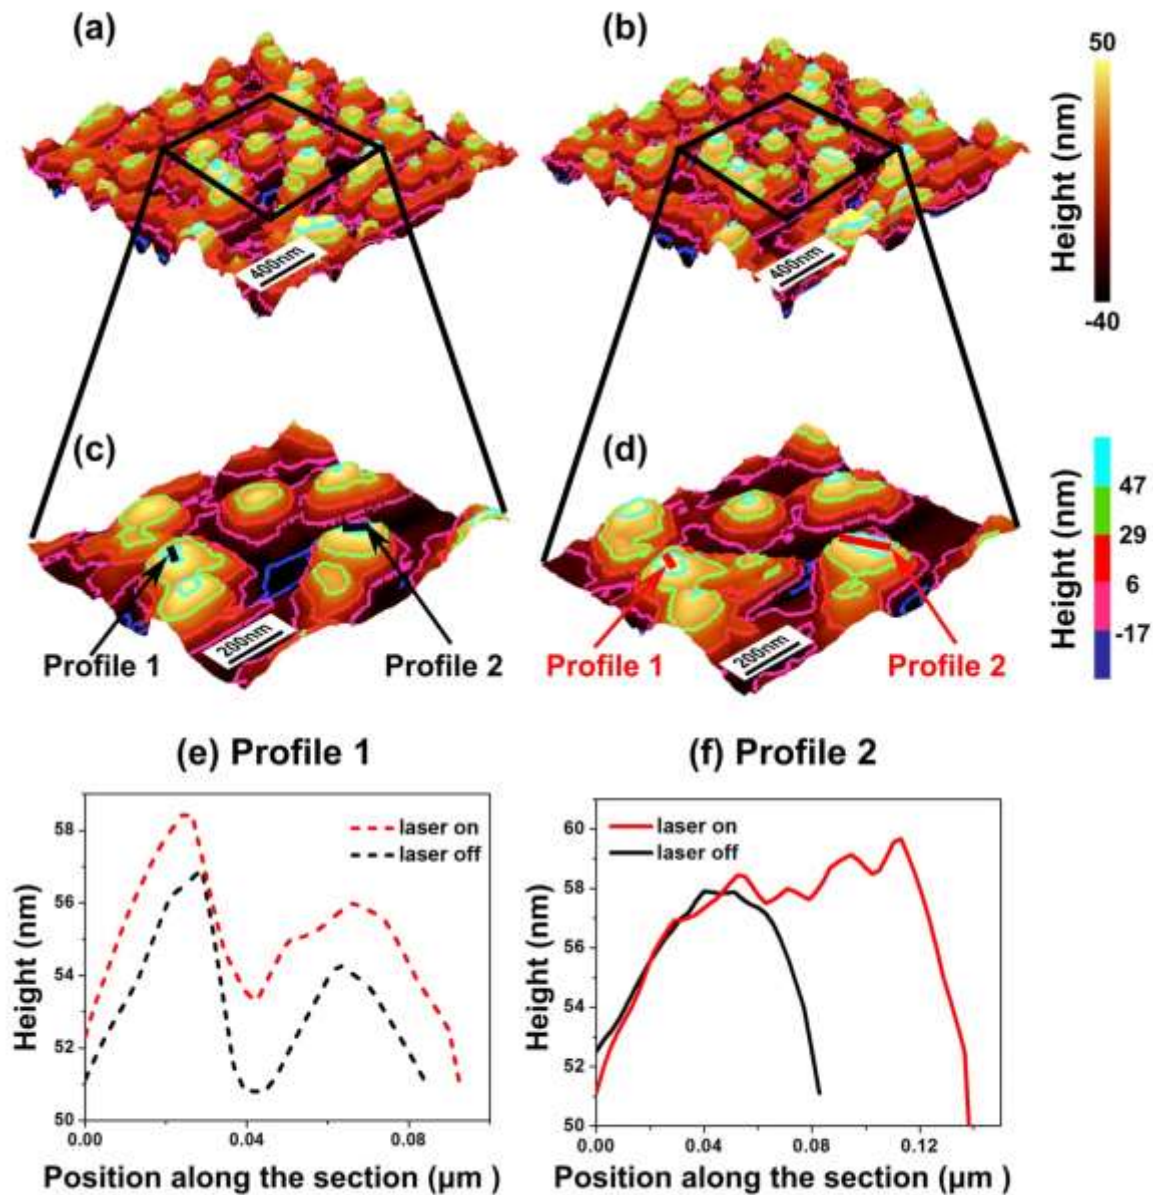 (a)
(b)
50
Height (nm)
-40
400nm
400nm
(c)
(d)
47
29
6
-17
Height (nm)
200nm
200nm
Profile 1
Profile 2
Profile 1
Profile 2
(e) Profile 1
(f) Profile 2
58
56
54
52
50
Height (nm)
laser on
laser off
0.00
0.04
0.08
Position along the section (μm )
60
58
56
54
52
50
Height (nm)
laser on
laser off
0.00
0.04
0.08
0.12
Position along the section (μm )